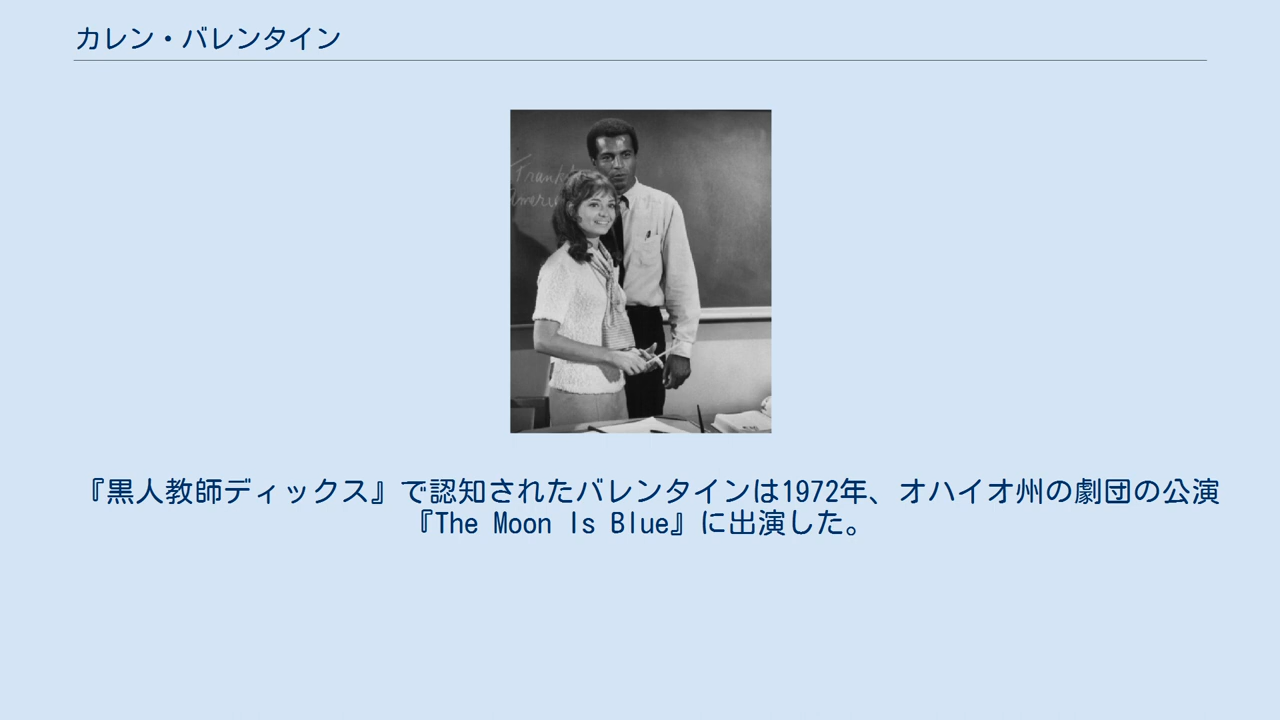 カレン・バレンタイン
Frank
Ameri
『黒人教師ディックス』で認知されたバレンタインは1972年、オハイオ州の劇団の公演
『The Moon Is Blue』に出演した。